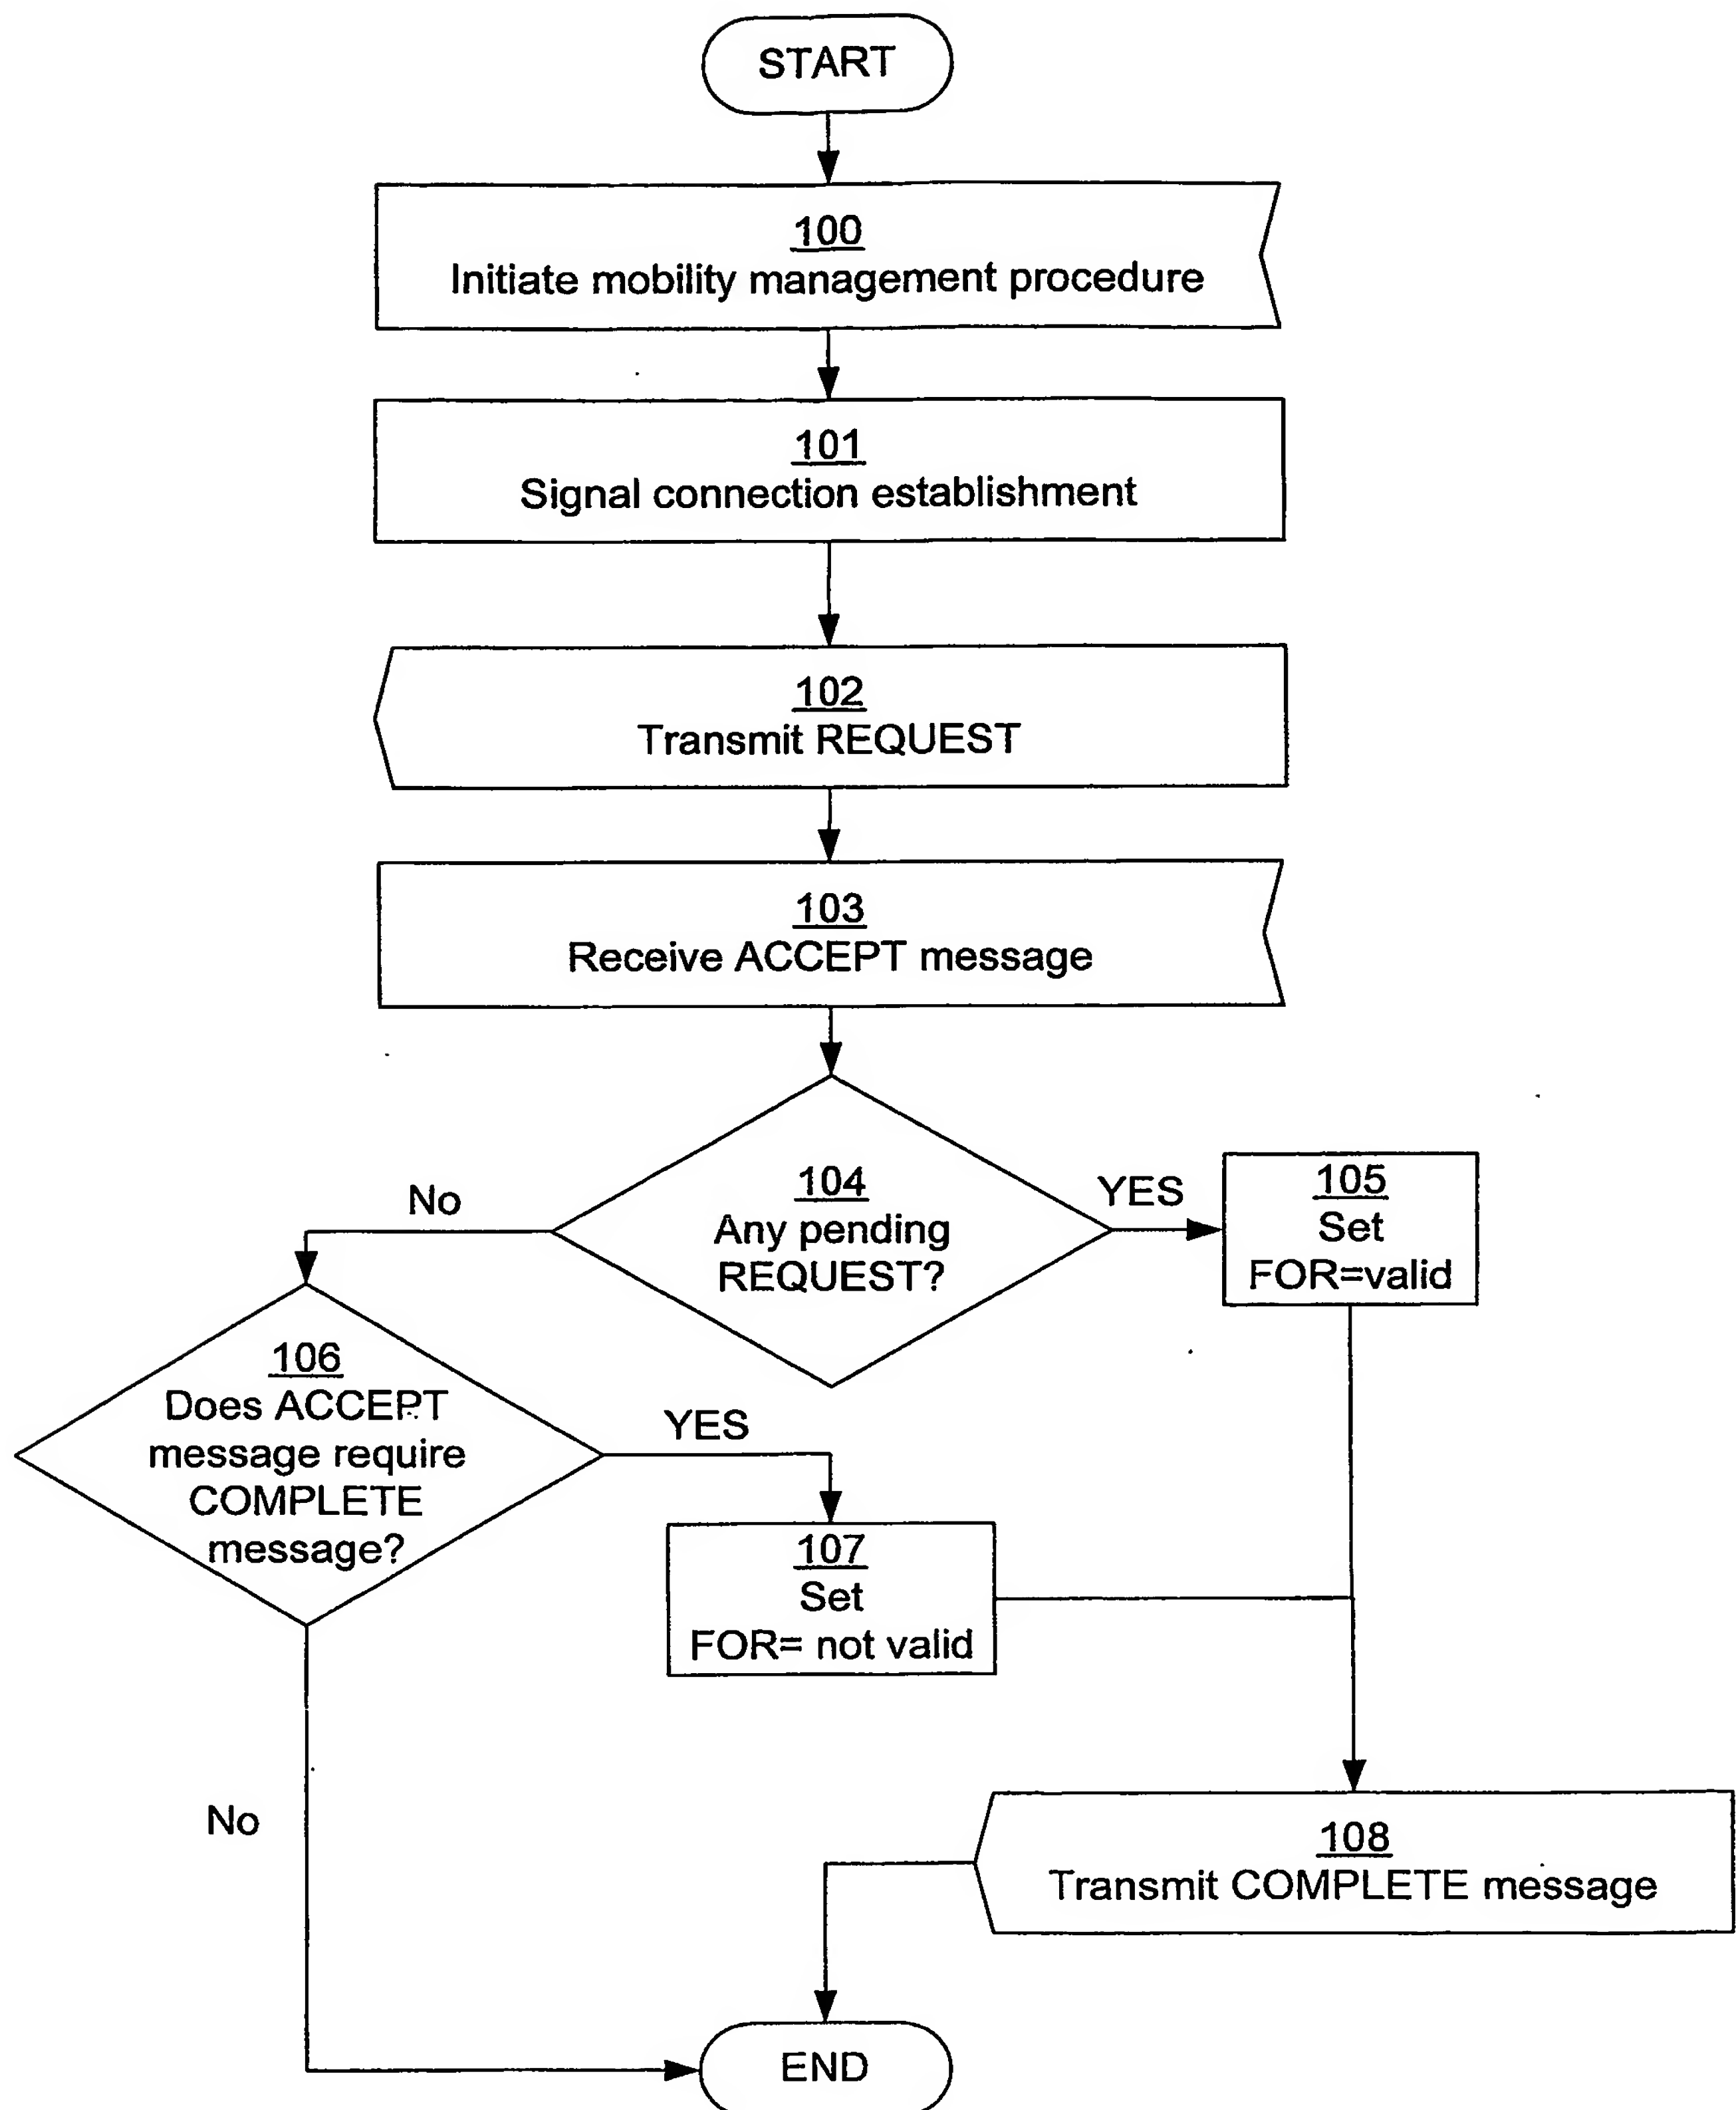 START
100
Initiate mobility management procedure
101
Signal connection establishment
102
Transmit REQUEST
103
Receive ACCEPT message
104
Any pending
REQUEST?
No
YES
105
Set
FOR=valid
106
Does ACCEPT
message require
COMPLETE
message?
YES
107
Set
FOR= not valid
No
108
Transmit COMPLETE message
END